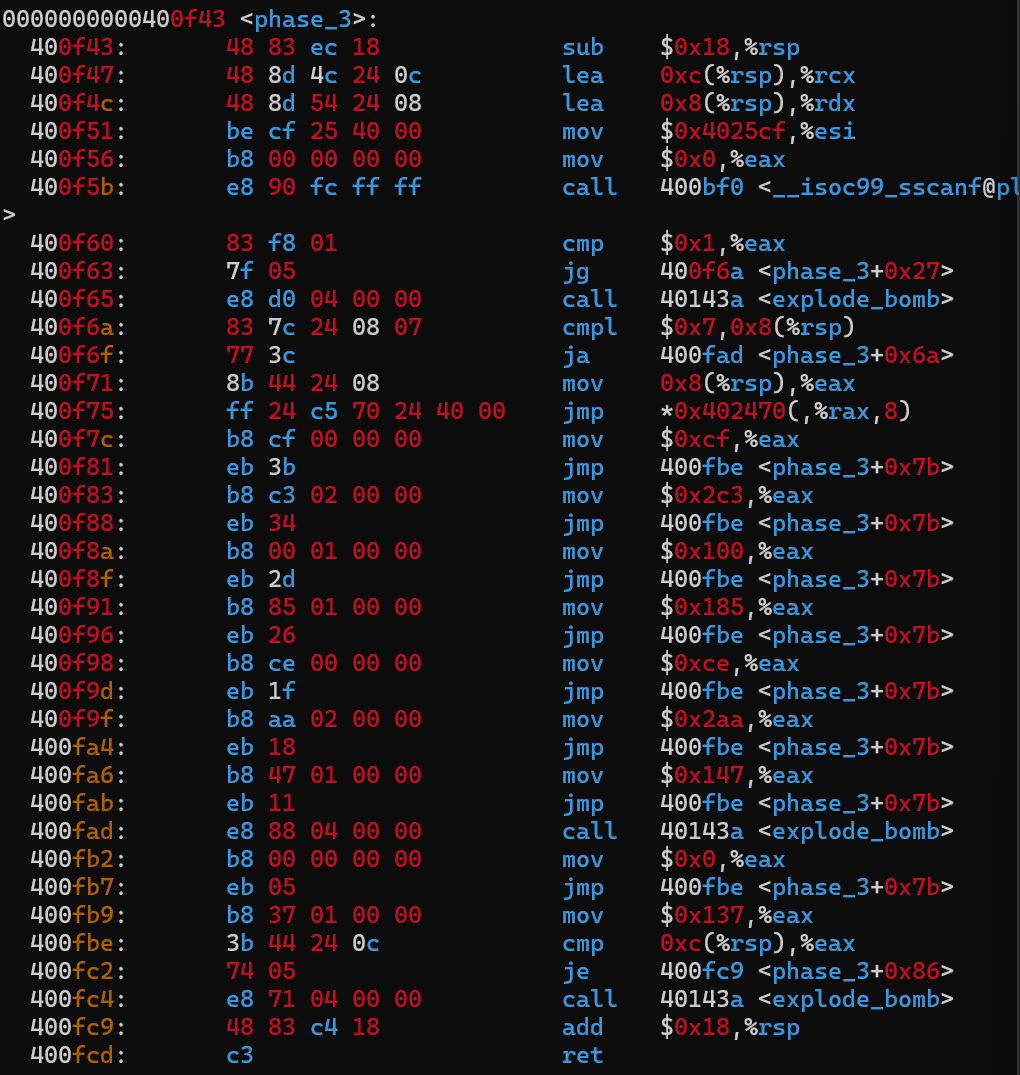 0000000000400f43 <phase_3>:
400f43: 48 83 ec 18 sub $0x18,%rsp
400f47: 48 8d 4c 24 0c lea 0xc(%rsp),%rcx
400f4c: 48 8d 54 24 08 lea 0x8(%rsp),%rdx
400f51: be cf 25 40 00 mov $0x4025cf,%esi
400f56: b8 00 00 00 00 mov $0x0,%eax
400f5b: e8 90 fc ff ff call 400bf0 <__isoc99_sscanf@pl
>
400f60: 83 f8 01 cmp $0x1,%eax
400f63: 7f 05 jg 400f6a <phase_3+0x27>
400f65: e8 d0 04 00 00 call 40143a <explode_bomb>
400f6a: 83 7c 24 08 07 cmpl $0x7,0x8(%rsp)
400f6f: 77 3c ja 400fad <phase_3+0x6a>
400f71: 8b 44 24 08 mov 0x8(%rsp),%eax
400f75: ff 24 c5 70 24 40 00 jmp *0x402470(,%rax,8)
400f7c: b8 cf 00 00 00 mov $0xcf,%eax
400f81: eb 3b jmp 400fbe <phase_3+0x7b>
400f83: b8 c3 02 00 00 mov $0x2c3,%eax
400f88: eb 34 jmp 400fbe <phase_3+0x7b>
400f8a: b8 00 01 00 00 mov $0x100,%eax
400f8f: eb 2d jmp 400fbe <phase_3+0x7b>
400f91: b8 85 01 00 00 mov $0x185,%eax
400f96: eb 26 jmp 400fbe <phase_3+0x7b>
400f98: b8 ce 00 00 00 mov $0xce,%eax
400f9d: eb 1f jmp 400fbe <phase_3+0x7b>
400f9f: b8 aa 02 00 00 mov $0x2aa,%eax
400fa4: eb 18 jmp 400fbe <phase_3+0x7b>
400fa6: b8 47 01 00 00 mov $0x147,%eax
400fab: eb 11 jmp 400fbe <phase_3+0x7b>
400fad: e8 88 04 00 00 call 40143a <explode_bomb>
400fb2: b8 00 00 00 00 mov $0x0,%eax
400fb7: eb 05 jmp 400fbe <phase_3+0x7b>
400fb9: b8 37 01 00 00 mov $0x137,%eax
400fbe: 3b 44 24 0c cmp 0xc(%rsp),%eax
400fc2: 74 05 je 400fc9 <phase_3+0x86>
400fc4: e8 71 04 00 00 call 40143a <explode_bomb>
400fc9: 48 83 c4 18 add $0x18,%rsp
400fcd: c3 ret